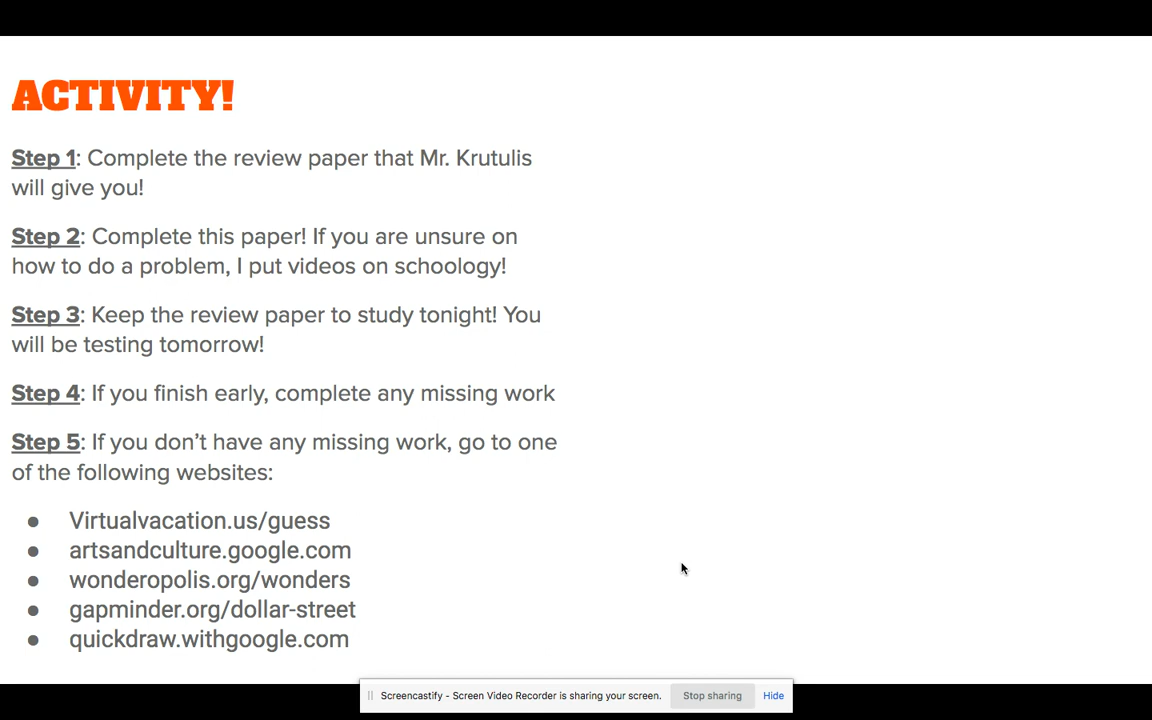 ACTIVITY!
Step 1: Complete the review paper that Mr. Krutulis
will give you!
Step 2: Complete this paper! If you are unsure on
how to do a problem, I put videos on schoology!
Step 3: Keep the review paper to study tonight! You
will be testing tomorrow!
Step 4: If you finish early, complete any missing work
Step 5: If you don’t have any missing work, go to one
of the following websites:
● Virtualvacation.us/guess
● artsandculture.google.com
● wonderopolis.org/wonders
● gapminder.org/dollar-street
● quickdraw.withgoogle.com
Screencastify - Screen Video Recorder is sharing your screen. Stop sharing Hide